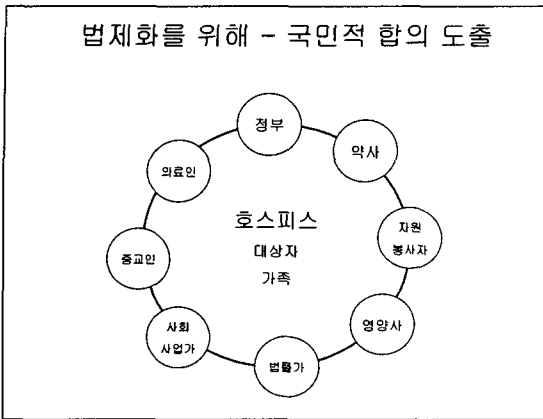 법제화를 위해 – 국민적 합의 도출
정부
약사
의료인
호스피스
대상자
가족
자원
봉사자
종교인
영양사
사회
사업가
법률가